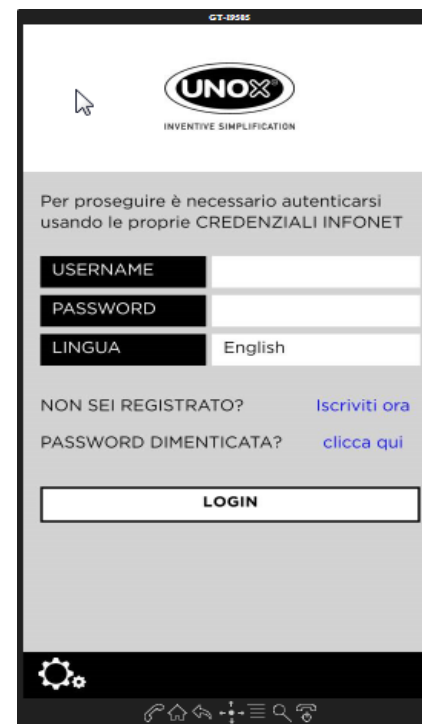 GT-I9505
UNOX®
INVENTIVE SIMPLIFICATION
Per proseguire è necessario autenticarsi
usando le proprie CREDENZIALI INFONET
USERNAME
PASSWORD
LINGUA English
NON SEI REGISTRATO? Iscriviti ora
PASSWORD DIMENTICATA? clicca qui
LOGIN